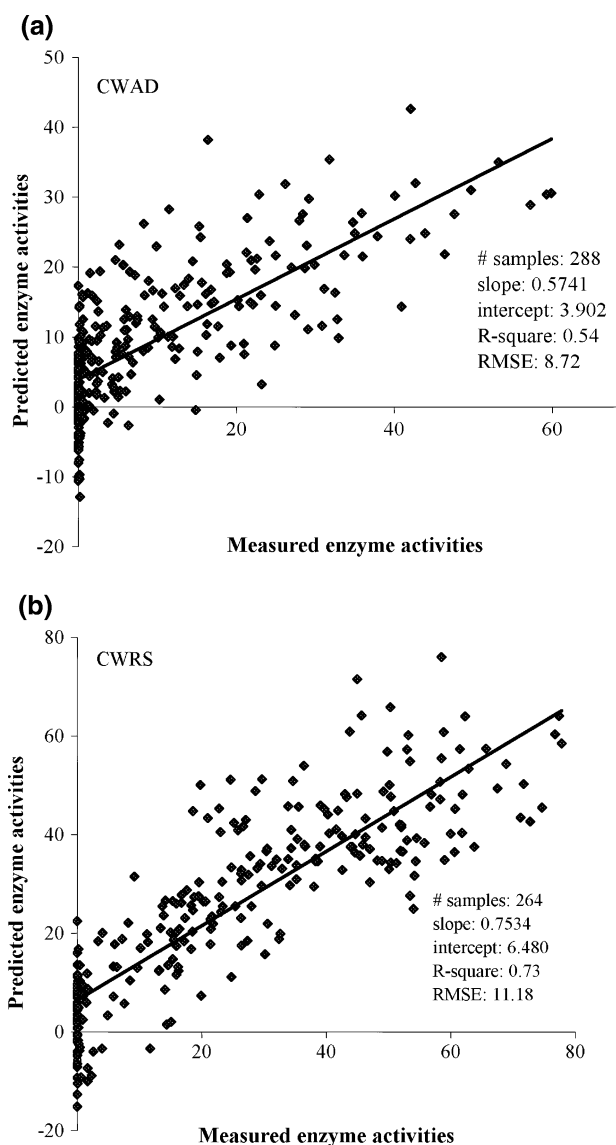 (a)
50
CWAD
40
30
20
10
0
-10
-20
20
40
60
Predicted enzyme activities
# samples: 288
slope: 0.5741
intercept: 3.902
R-square: 0.54
RMSE: 8.72
Measured enzyme activities
(b)
80
CWRS
60
40
20
0
-20
20
40
60
80
Predicted enzyme activities
# samples: 264
slope: 0.7534
intercept: 6.480
R-square: 0.73
RMSE: 11.18
Measured enzyme activities